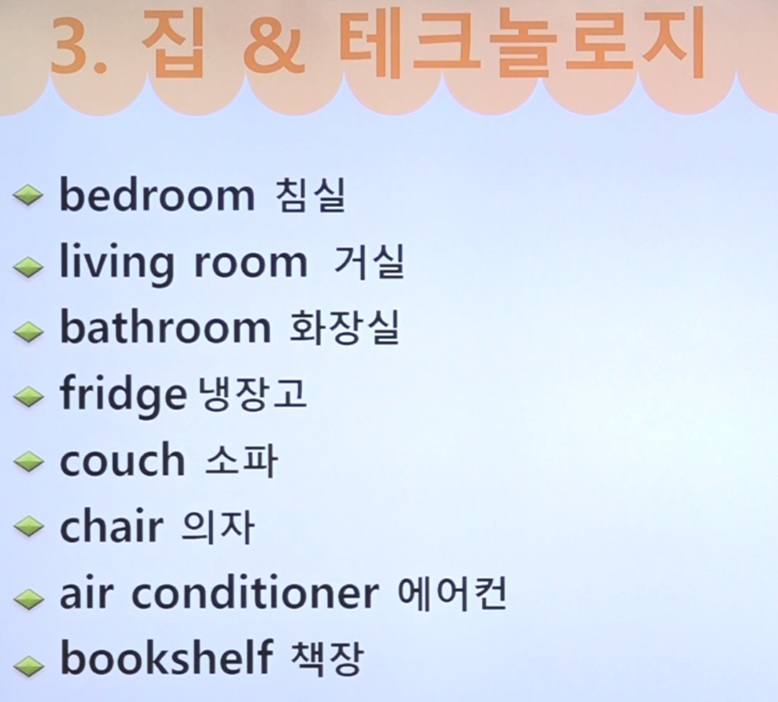 3. 집 & 테크놀로지
bedroom 침실
living room 거실
bathroom 화장실
fridge 냉장고
couch 소파
chair 의자
air conditioner 에어컨
bookshelf 책장